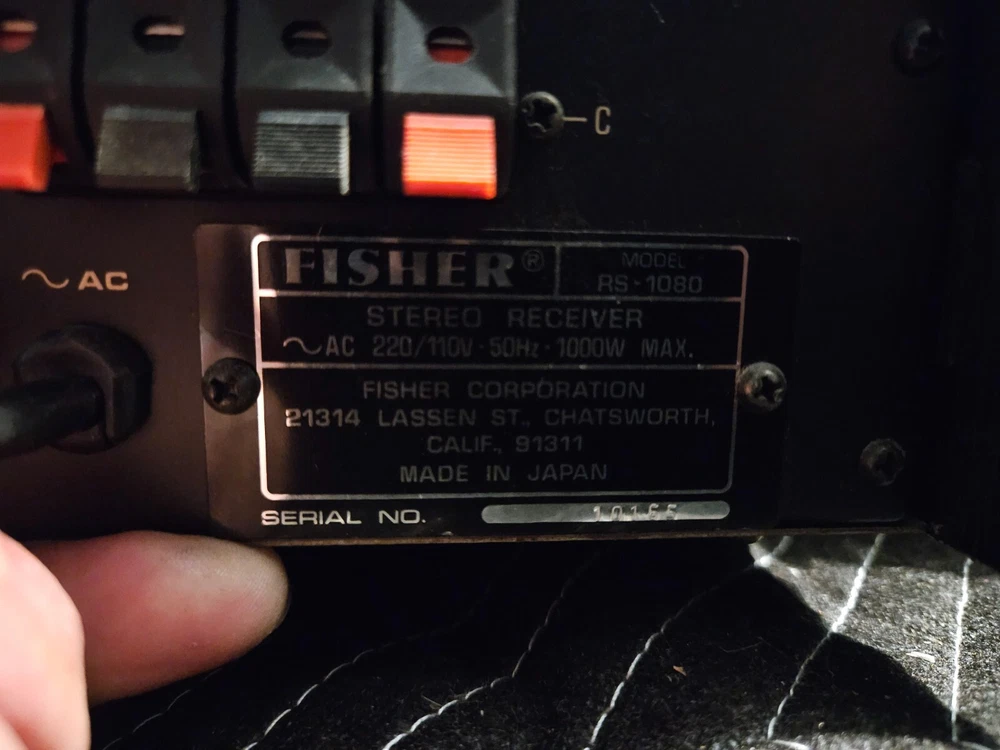 C
~ AC
FISHER®
MODEL
RS-1080
STEREO RECEIVER
~AC 220/110V-50Hz-1000W MAX.
FISHER CORPORATION
21314 LASSEN ST., CHATSWORTH,
CALIF., 91311
MADE IN JAPAN
SERIAL NO.